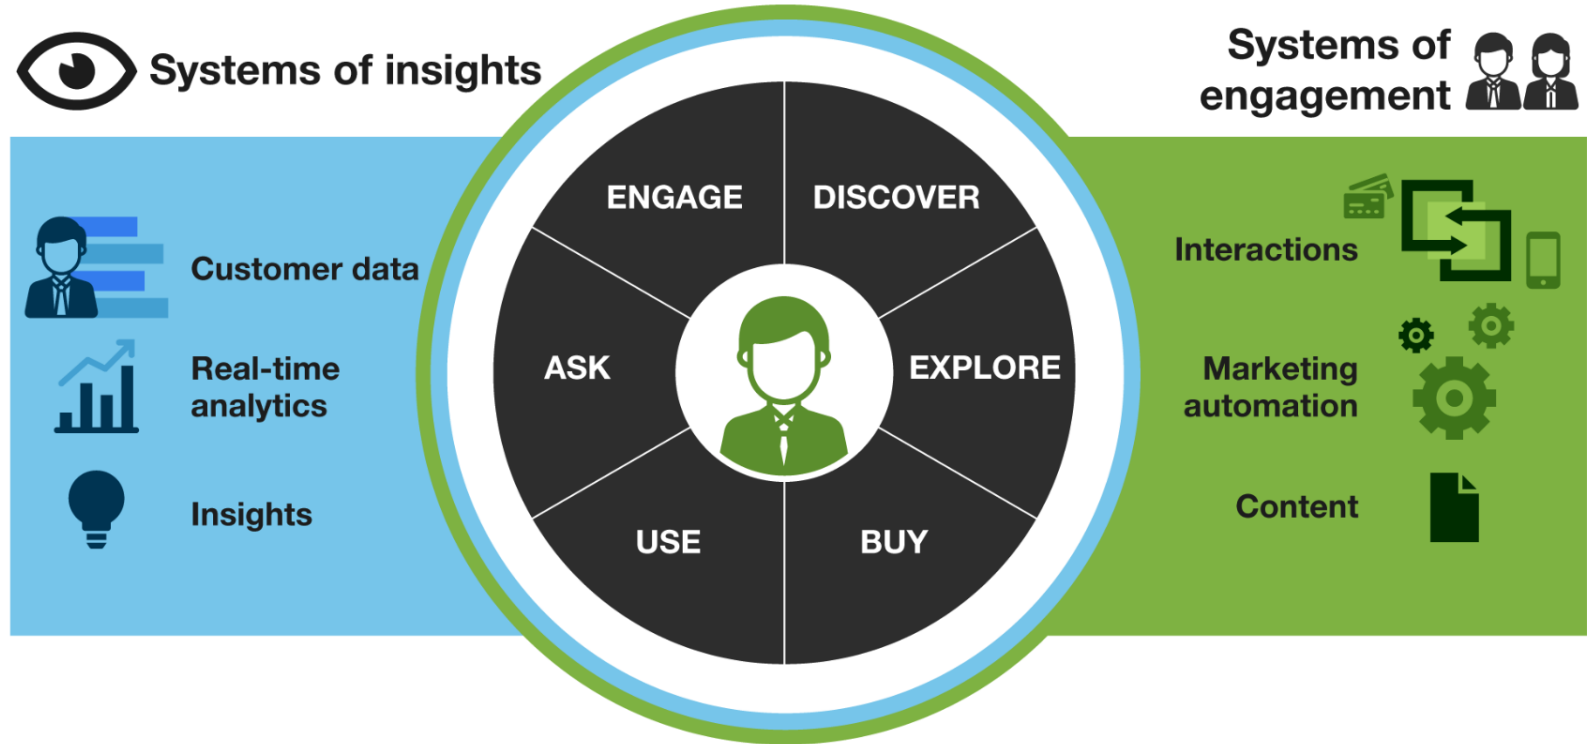 Systems of insights
Customer data
Real-time
analytics
Insights
ENGAGE
DISCOVER
ASK
EXPLORE
USE
BUY
Systems of
engagement
Interactions
Marketing
automation
Content